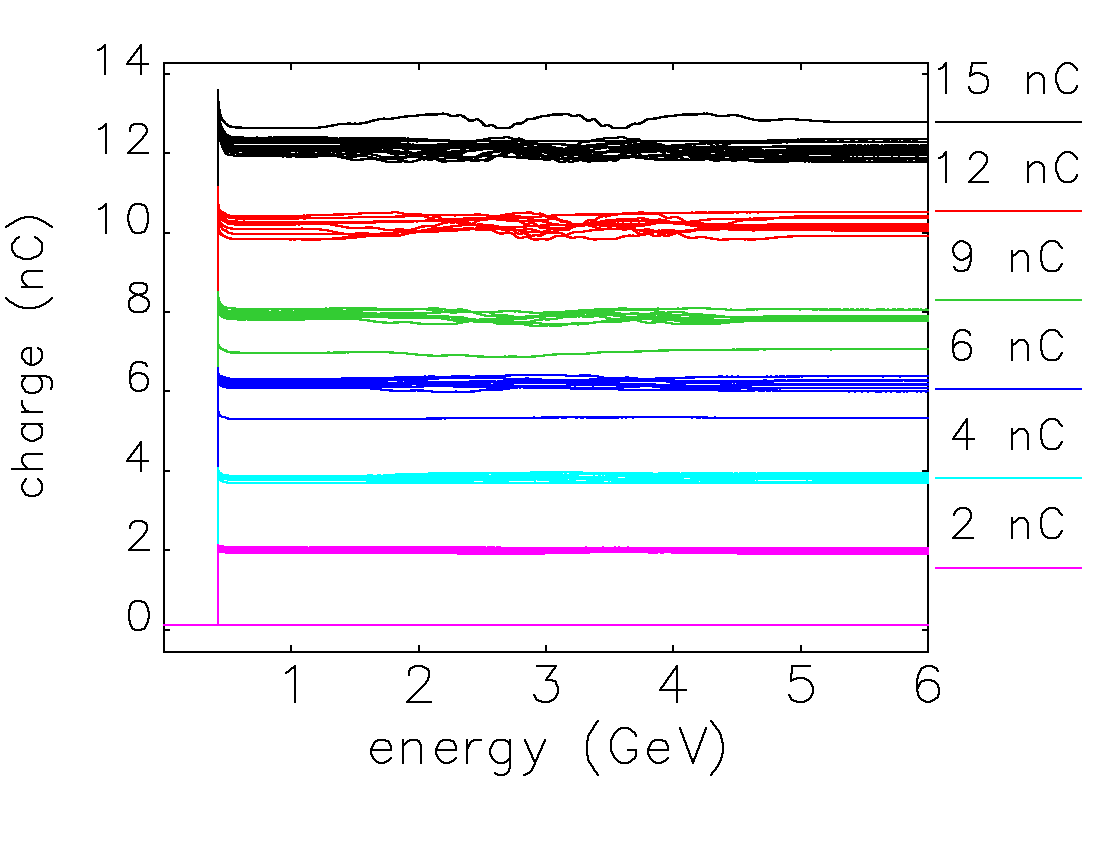 14
12
10
8
6
4
2
0
charge (nC)
1 2 3 4 5 6
energy (GeV)
15 nC
12 nC
9 nC
6 nC
4 nC
2 nC